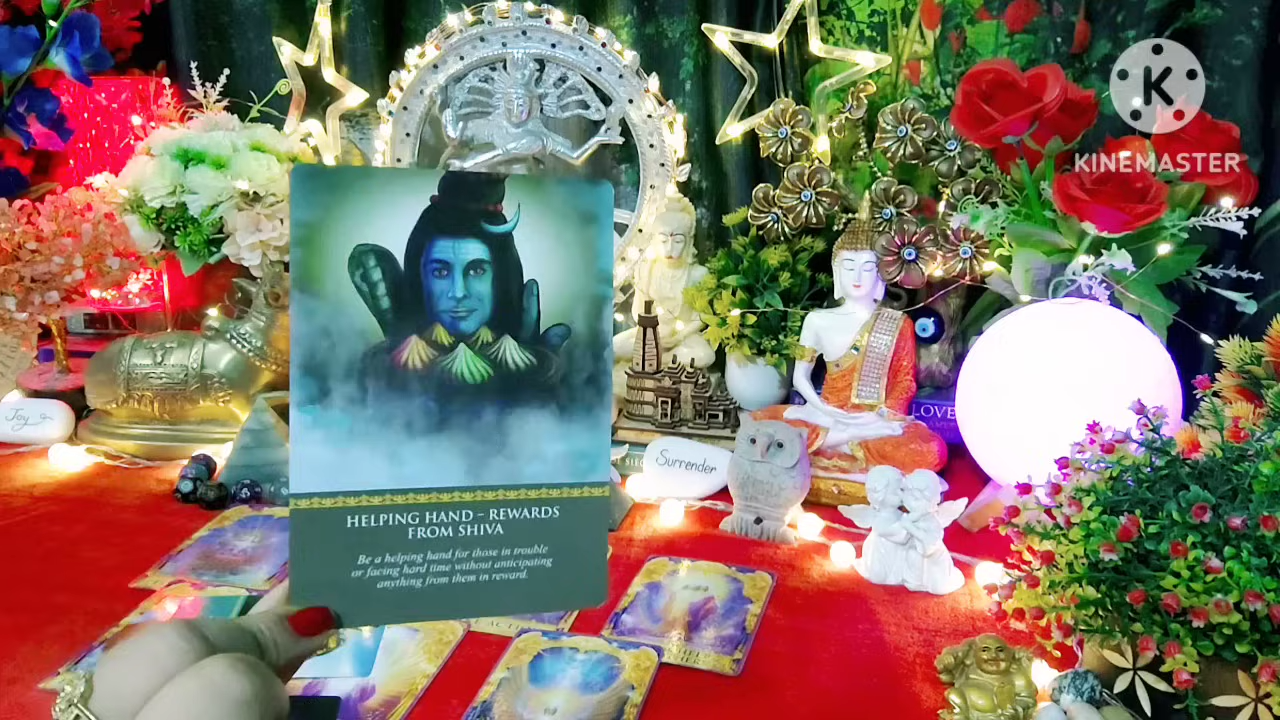 K
KINEMASTER
Joy
LOVE
Surrender
HELPING HAND – REWARDS
FROM SHIVA
Be a helping hand for those in trouble
or facing hard time without anticipating
anything from them in reward.